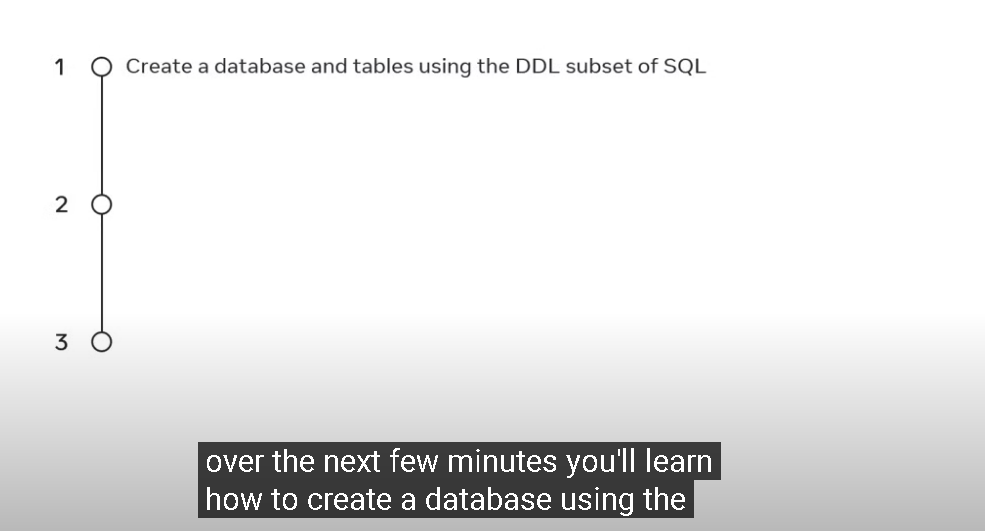 1 Create a database and tables using the DDL subset of SQL
2
3
over the next few minutes you'll learn
how to create a database using the